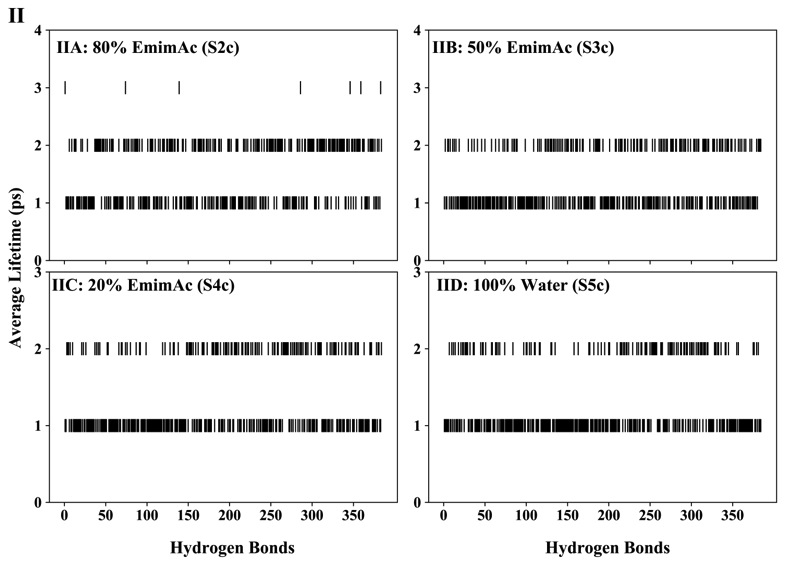 II
IIA: 80% EmimAc (S2c)
IIB: 50% EmimAc (S3c)
4
3
2
1
0
4
3
2
1
0
IIC: 20% EmimAc (S4c)
IID: 100% Water (S5c)
3
2
1
0
3
2
1
0
Average Lifetime (ps)
0 50 100 150 200 250 300 350
0 50 100 150 200 250 300 350
Hydrogen Bonds
Hydrogen Bonds